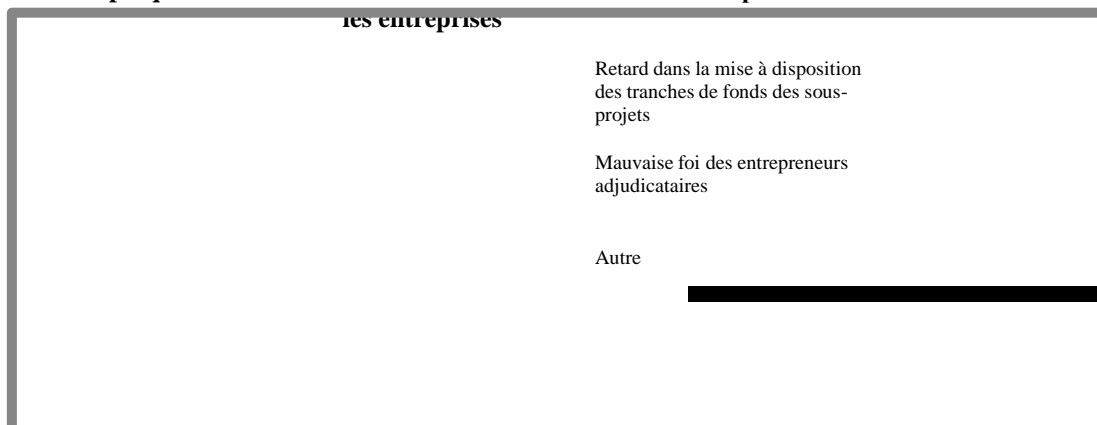 les entreprises
Retard dans la mise à disposition
des tranches de fonds des sous-
projets
Mauvaise foi des entrepreneurs
adjudicataires
Autre